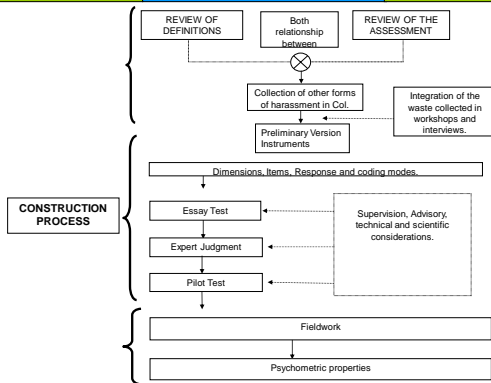 REVIEW OF
DEFINITIONS
Both
relationship
between
REVIEW OF THE
ASSESSMENT
Collection of other forms
of harassment in Col.
Integration of the
waste collected in
workshops and
interviews.
Preliminary Version
Instruments
Dimensions, Items, Response and coding modes.
CONSTRUCTION
PROCESS
Essay Test
Supervision, Advisory,
technical and scientific
considerations.
Expert Judgment
Pilot Test
Fieldwork
Psychometric properties